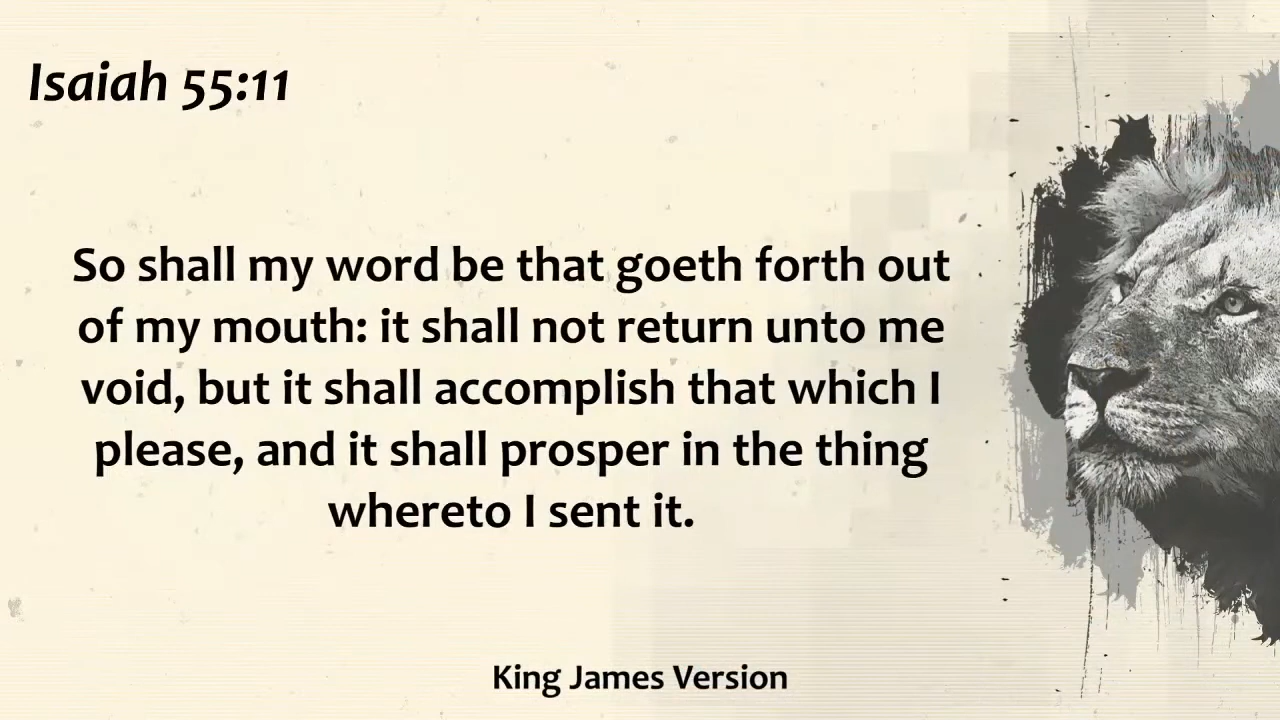 Isaiah 55:11
So shall my word be that goeth forth out
of my mouth: it shall not return unto me
void, but it shall accomplish that which I
please, and it shall prosper in the thing
whereto I sent it.
King James Version